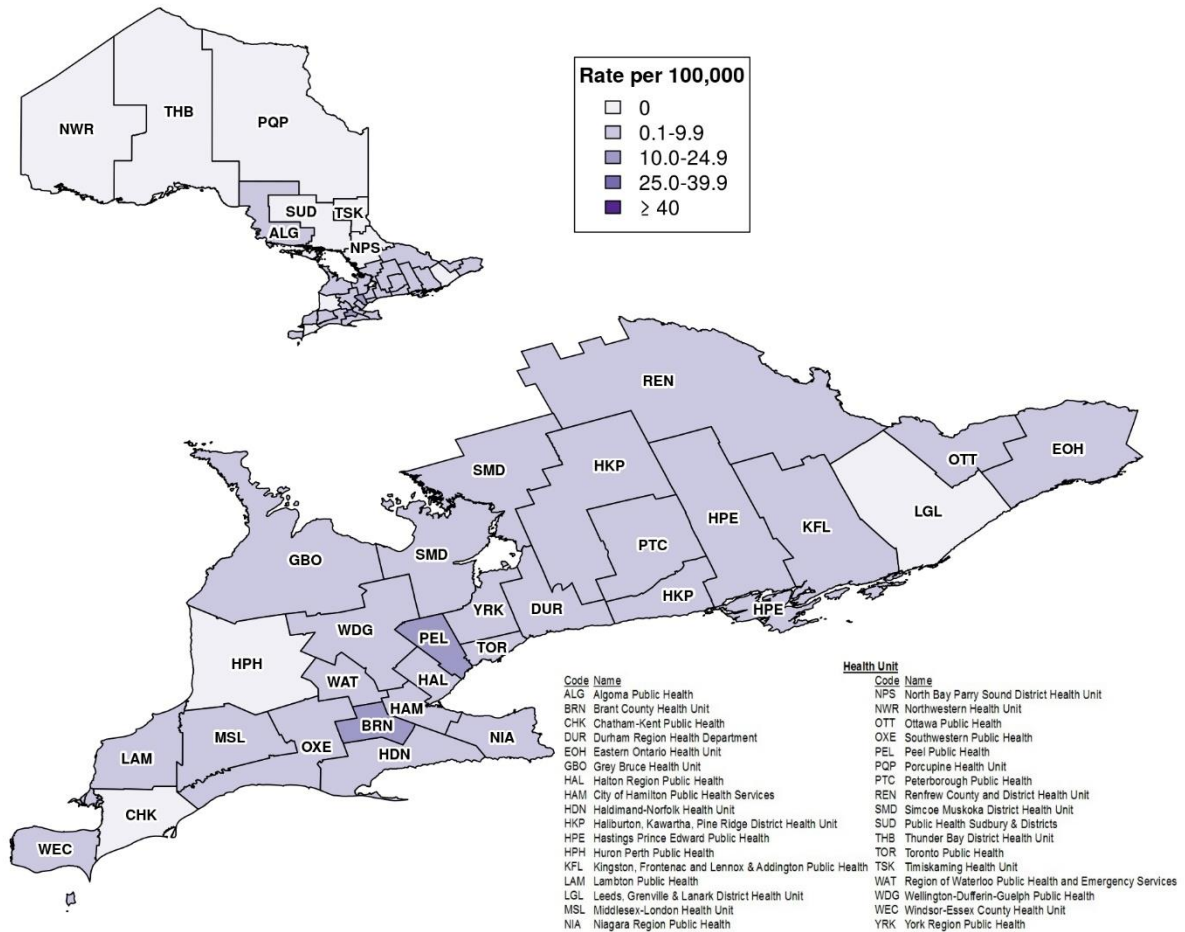 Rate per 100,000
0
0.1-9.9
10.0-24.9
25.0-39.9
≥ 40
NWR
THB
PQP
SUD
TSK
ALG
NPS
REN
SMD
HKP
OTT
EOH
LGL
HPE
KFL
PTC
GBO
SMD
YRK
DUR
HKP
HPE
WDG
PEL
TOR
HPH
WAT
HAL
HAM
BRN
MSL
OXE
HDN
NIA
LAM
CHK
WEC
Health Unit
Code Name
ALG Algoma Public Health
BRN Brant County Health Unit
CHK Chatham-Kent Public Health
DUR Durham Region Health Department
EOH Eastern Ontario Health Unit
GBO Grey Bruce Health Unit
HAL Halton Region Public Health
HAM City of Hamilton Public Health Services
HDN Haldimand-Norfolk Health Unit
HKP Haliburton, Kawartha, Pine Ridge District Health Unit
HPE Hastings Prince Edward Public Health
HPH Huron Perth Public Health
KFL Kingston, Frontenac and Lennox & Addington Public Health
LAM Lambton Public Health
LGL Leeds, Grenville & Lanark District Health Unit
MSL Middlesex-London Health Unit
NIA Niagara Region Public Health
Code Name
NPS North Bay Parry Sound District Health Unit
NWR Northwestern Health Unit
OTT Ottawa Public Health
OXE Southwestern Public Health
PEL Peel Public Health
PQP Porcupine Health Unit
PTC Peterborough Public Health
REN Renfrew County and District Health Unit
SMD Simcoe Muskoka District Health Unit
SUD Public Health Sudbury & Districts
THB Thunder Bay District Health Unit
TOR Toronto Public Health
TSK Timiskaming Health Unit
WAT Region of Waterloo Public Health and Emergency Services
WDG Wellington-Dufferin-Guelph Public Health
WEC Windsor-Essex County Health Unit
YRK York Region Public Health